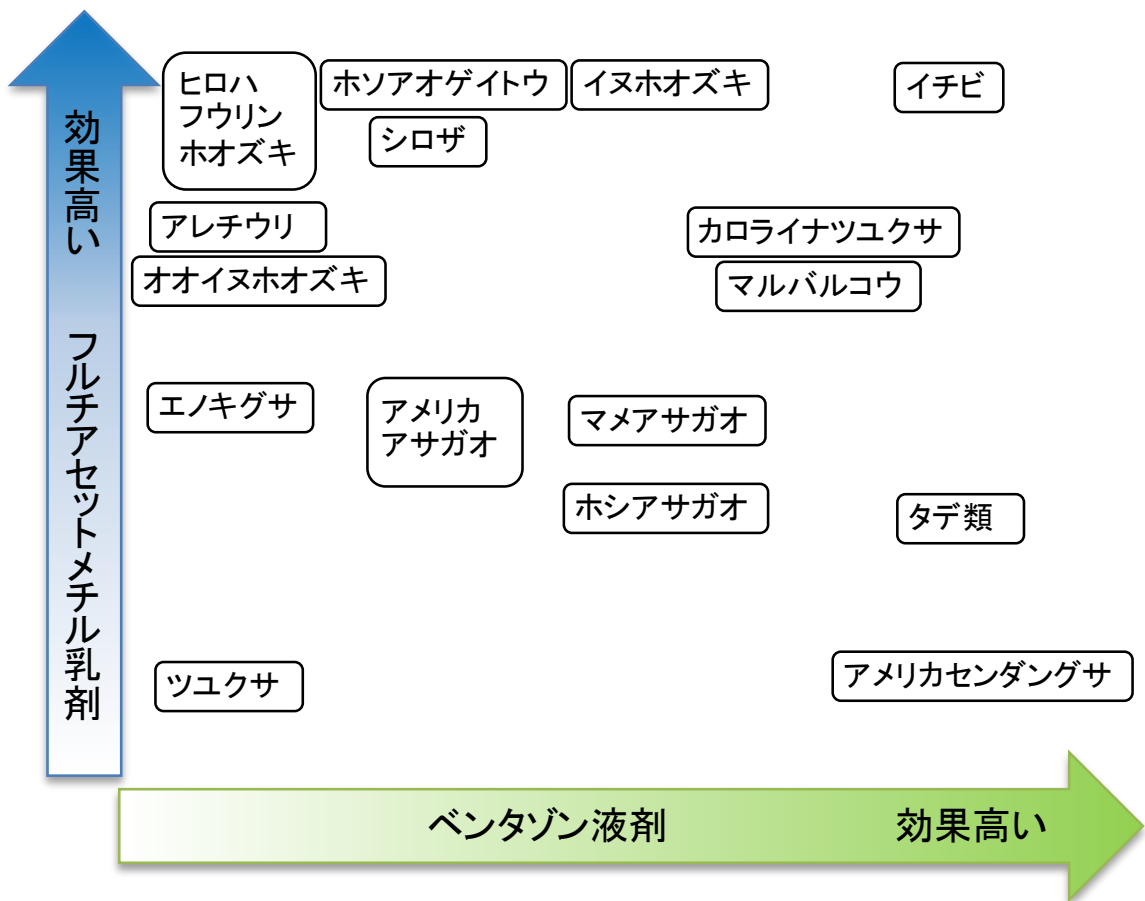 効果高い
フルチアセットメチル乳剤
ヒロハ
フウリン
ホオズキ
ホソアオゲイトウ
イヌホオズキ
イチビ
シロザ
アレチウリ
カロライナツユクサ
オオイヌホオズキ
マルバルコウ
エノキグサ
アメリカ
アサガオ
マメアサガオ
ホシアサガオ
タデ類
ツユクサ
アメリカセンダングサ
ベンタゾン液剤
効果高い